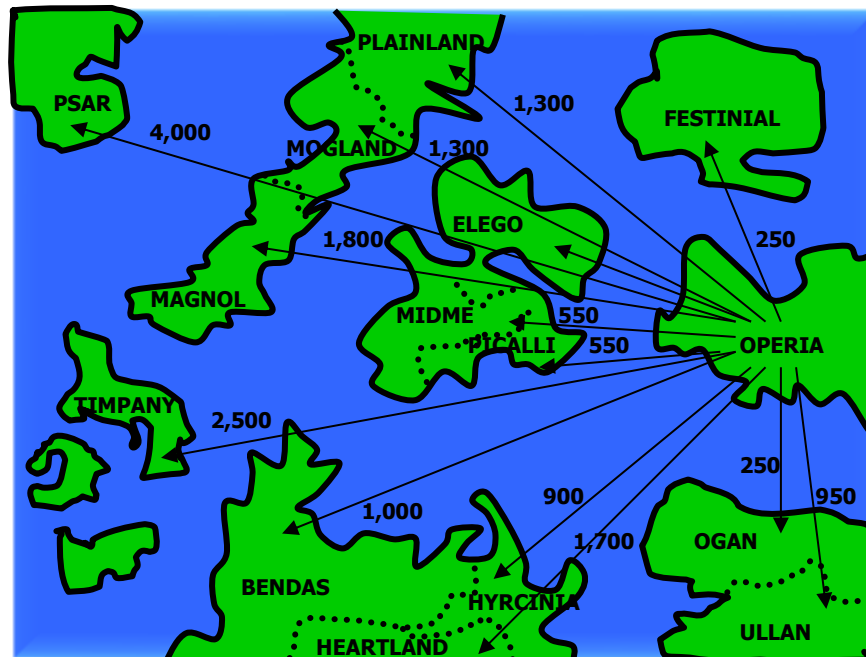 PLAINLAND
PSAR
1,300
FESTINIAL
4,000
MOGLAND
1,300
ELEGO
250
1,800
MAGNOL
MIDME
550
PICALLI
550
OPERIA
TIMPANY
2,500
250
900
950
1,000
1,700
OGAN
BENDAS
HYRCINIA
HEARTLAND
ULLAN